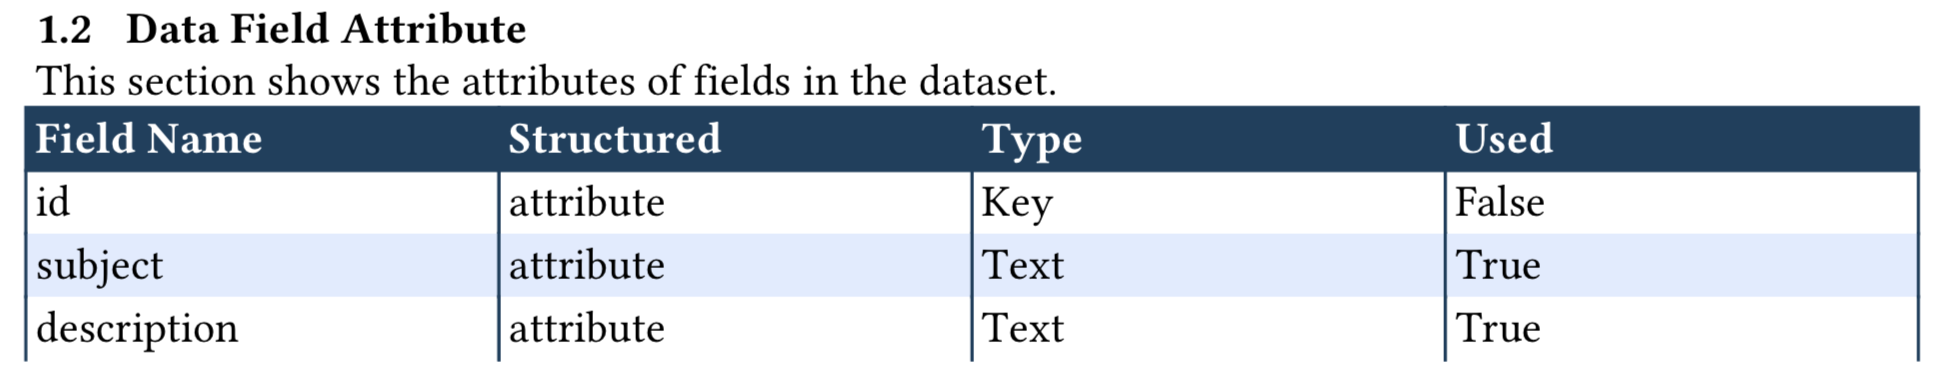 1.2 Data Field Attribute
This section shows the attributes of fields in the dataset.
Field Name Structured Type Used
id attribute Key False
subject attribute Text True
description attribute Text True